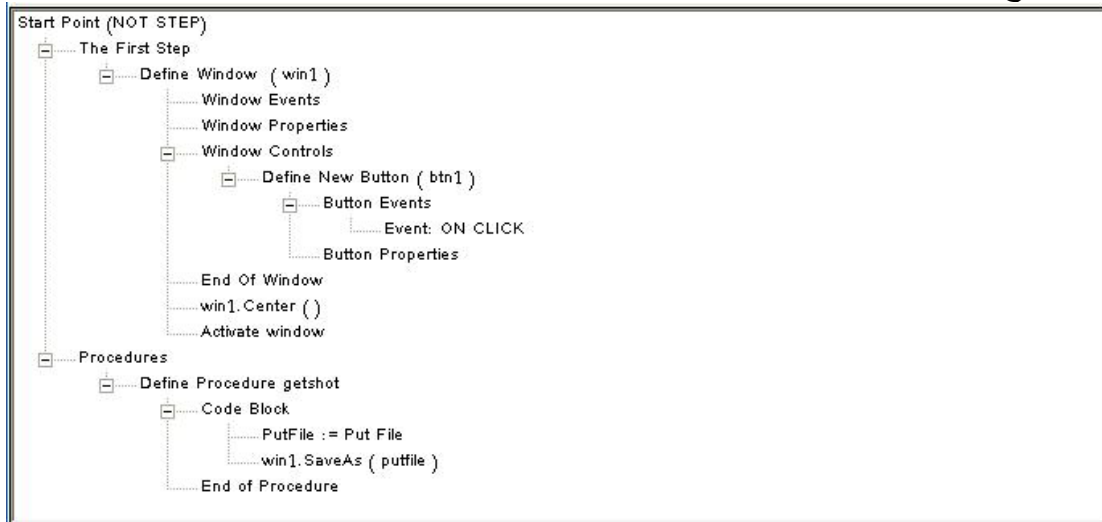 Start Point (NOT STEP)
The First Step
Define Window ( win1 )
Window Events
Window Properties
Window Controls
Define New Button ( btn1 )
Button Events
Event: ON CLICK
Button Properties
End Of Window
win1.Center ( )
Activate window
Procedures
Define Procedure getshot
Code Block
PutFile := Put File
win1.SaveAs ( putfile )
End of Procedure